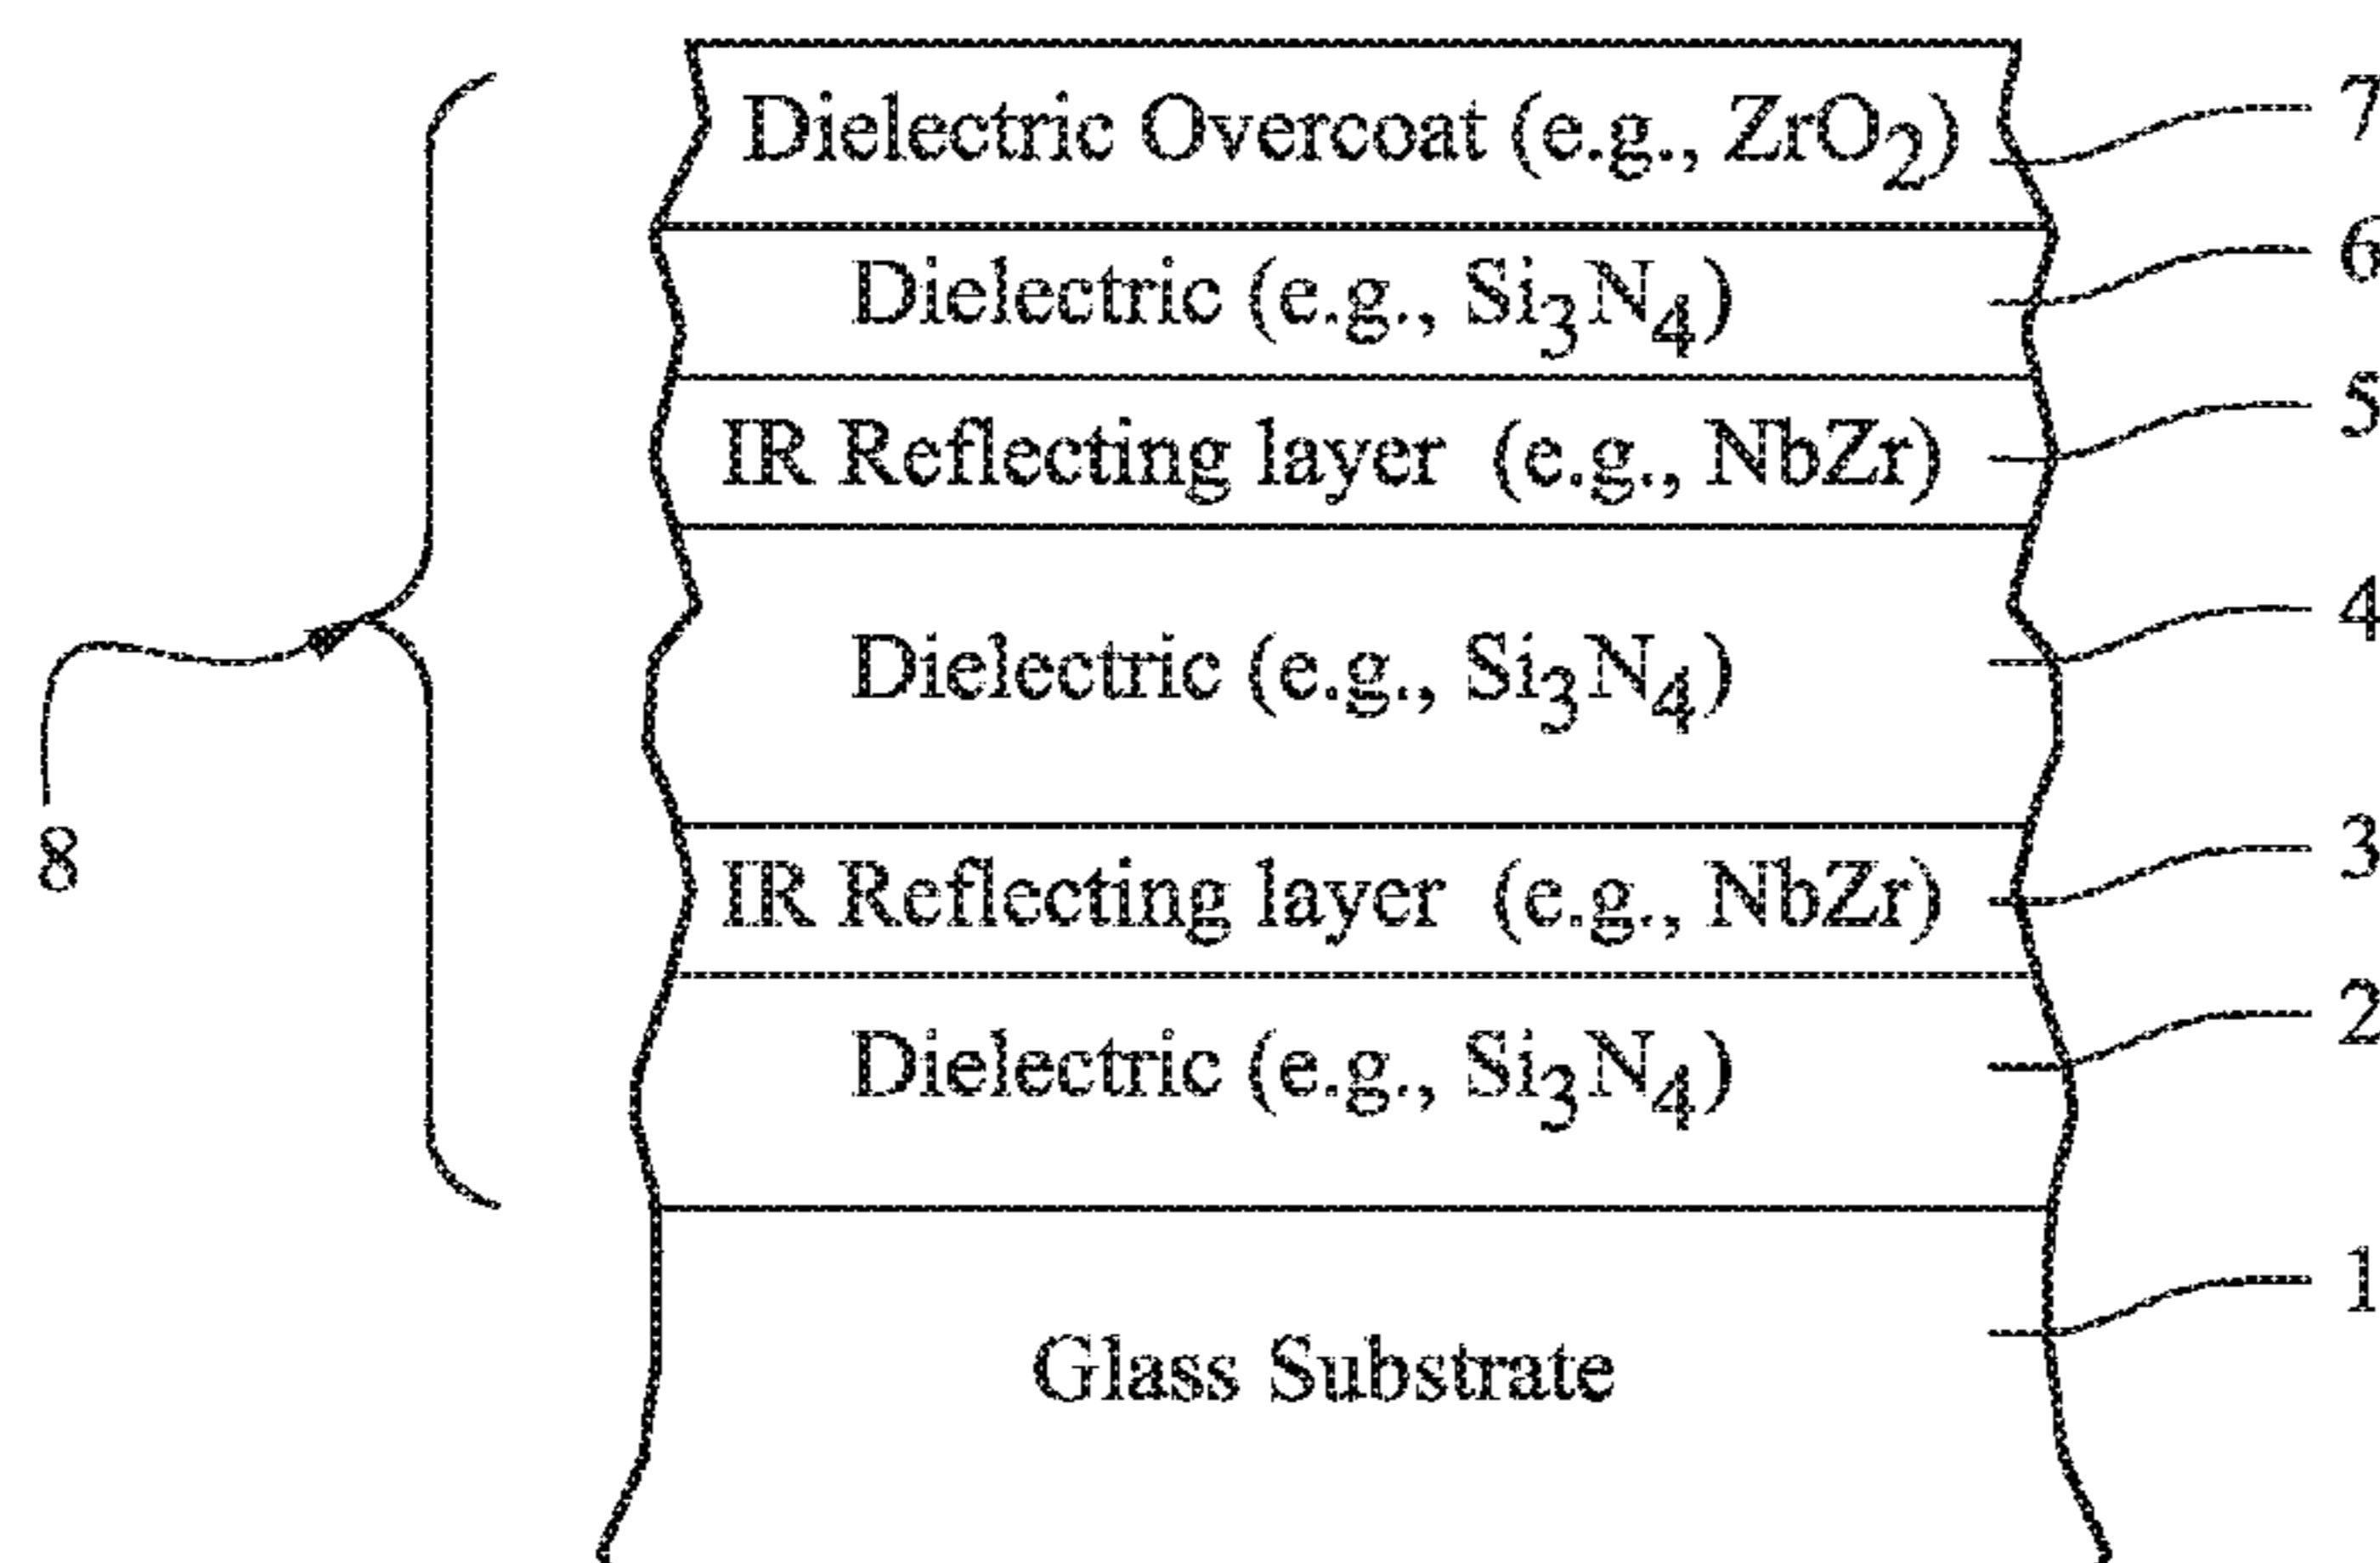 Dielectric Overcoat (e.g., ZrO₂) 7
Dielectric (e.g., Si₃N₄) 6
IR Reflecting layer (e.g., NbZr) 5
Dielectric (e.g., Si₃N₄) 4
8
IR Reflecting layer (e.g., NbZr) 3
Dielectric (e.g., Si₃N₄) 2
Glass Substrate 1